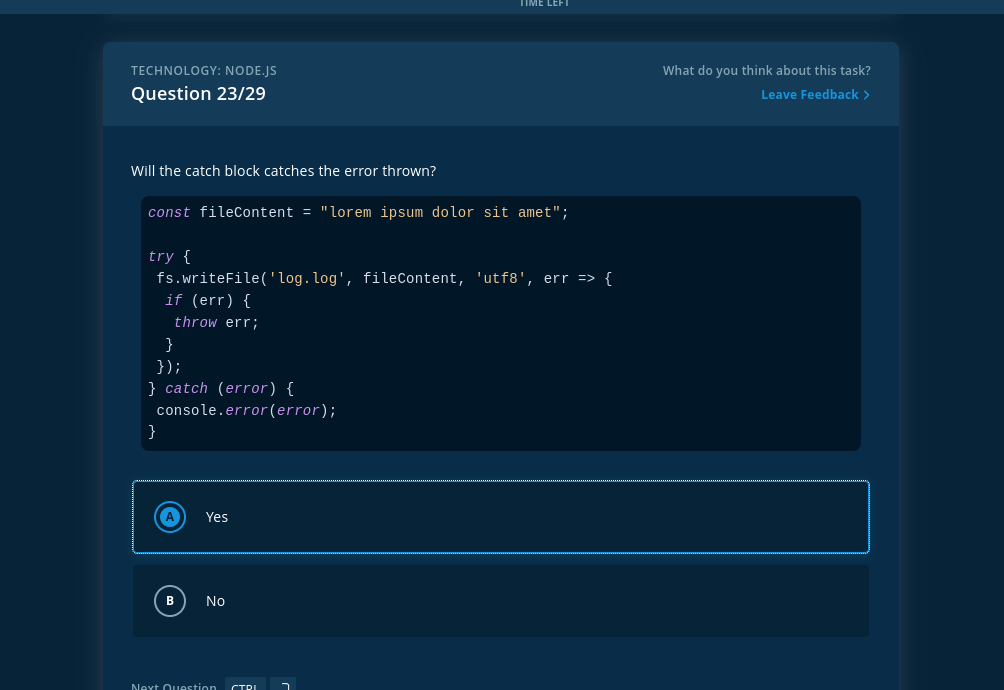 TIME LEFT
TECHNOLOGY: NODE.JS
What do you think about this task?
Question 23/29
Leave Feedback
Will the catch block catches the error thrown?
const fileContent = "lorem ipsum dolor sit amet";
try {
fs.writeFile('log.log', fileContent, 'utf8', err => {
if (err) {
throw err;
}
});
} catch (error) {
console.error(error);
}
A Yes
B No
Next Question CTRL